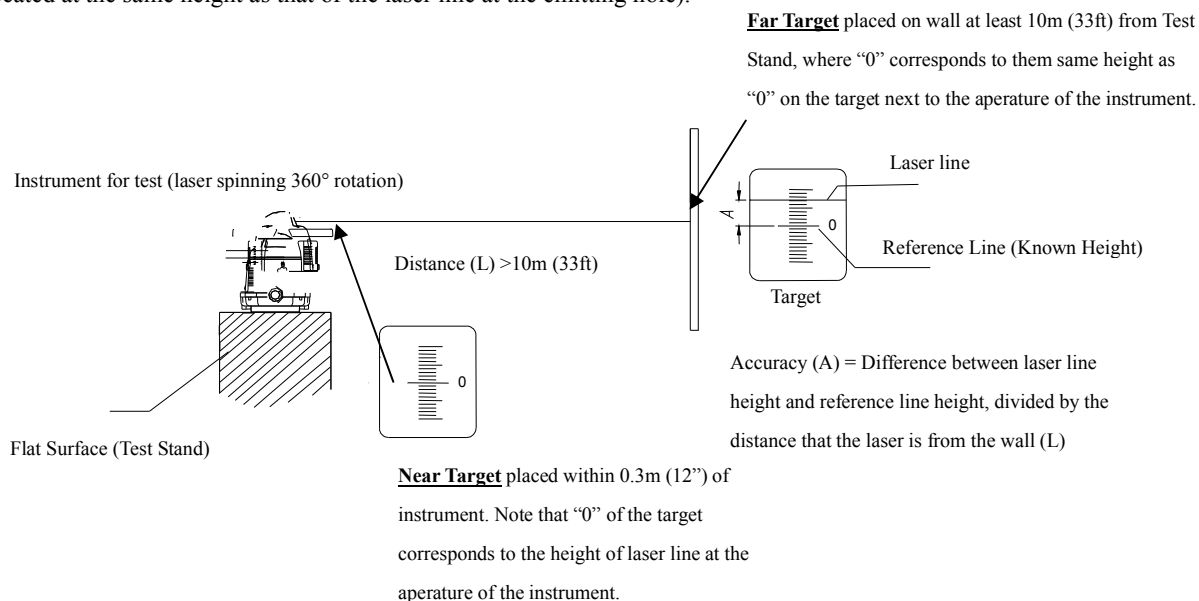 located at the same height as that of the laser line at the emitting hole).
Far Target placed on wall at least 10m (33ft) from Test
Stand, where “0” corresponds to them same height as
“0” on the target next to the aperature of the instrument.
Instrument for test (laser spinning 360° rotation)
Laser line
A
0
Reference Line (Known Height)
Distance (L) >10m (33ft)
Target
0
Accuracy (A) = Difference between laser line
height and reference line height, divided by the
distance that the laser is from the wall (L)
Flat Surface (Test Stand)
Near Target placed within 0.3m (12”) of
instrument. Note that “0” of the target
corresponds to the height of laser line at the
aperature of the instrument.